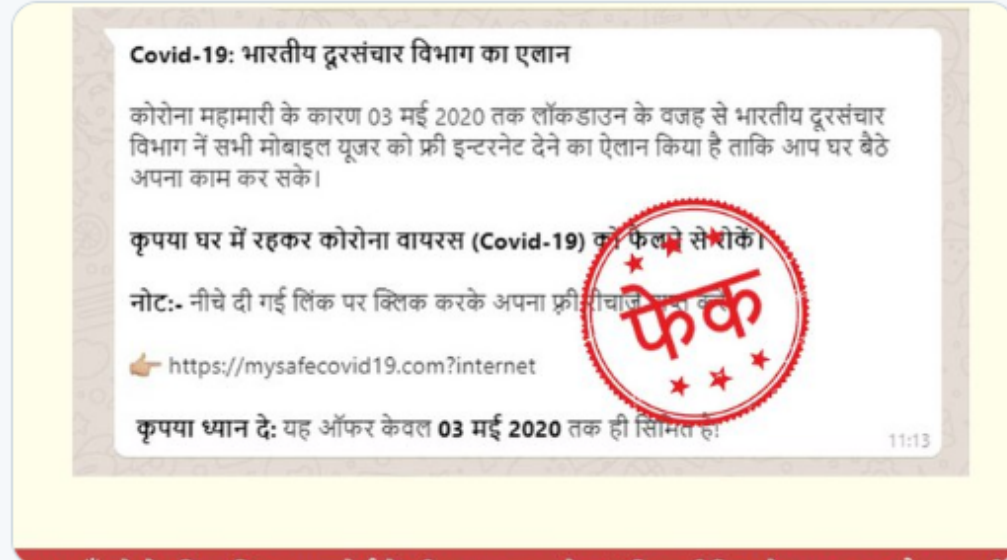 Covid-19: भारतीय दूरसंचार विभाग का एलान
कोरोना महामारी के कारण 03 मई 2020 तक लॉकडाउन के वजह से भारतीय दूरसंचार
विभाग नें सभी मोबाइल यूजर को फ्री इन्टरनेट देने का ऐलान किया है ताकि आप घर बैठे
अपना काम कर सके।
कृपया घर में रहकर कोरोना वायरस (Covid-19) को फैलने से रोकें।
नोट:- नीचे दी गई लिंक पर क्लिक करके अपना फ़्री रीचार्ज
फेक
👉 https://mysafecovid19.com?internet
कृपया ध्यान दे: यह ऑफर केवल 03 मई 2020 तक ही सिमित है!
11:13